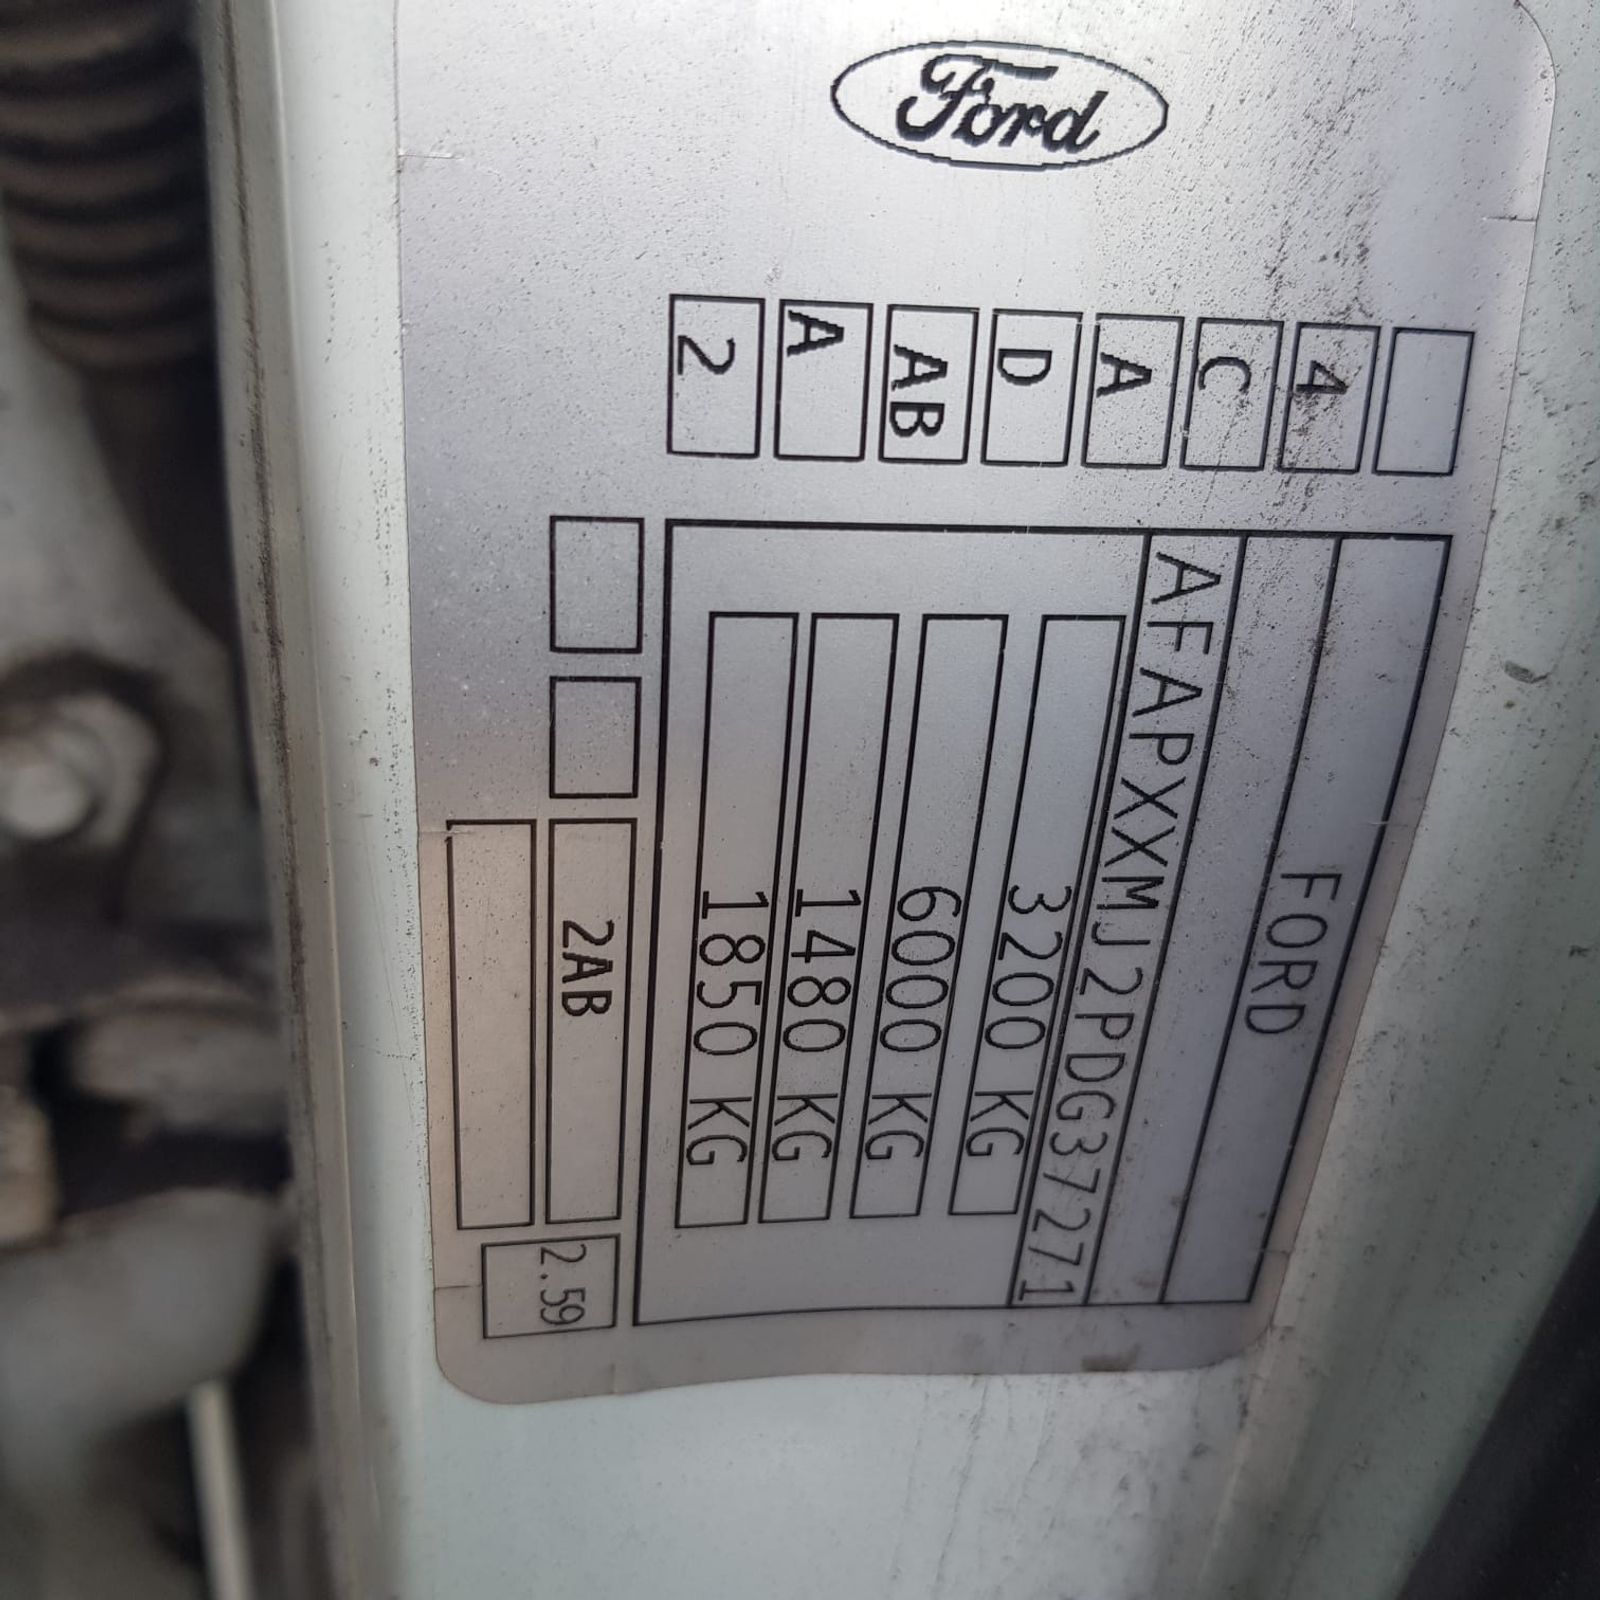 Ford
4
C
A
D
AB
A
2
FORD
AFAPXXMJ2PDG37271
3200 KG
6000 KG
1480 KG
1850 KG
2AB
2.59